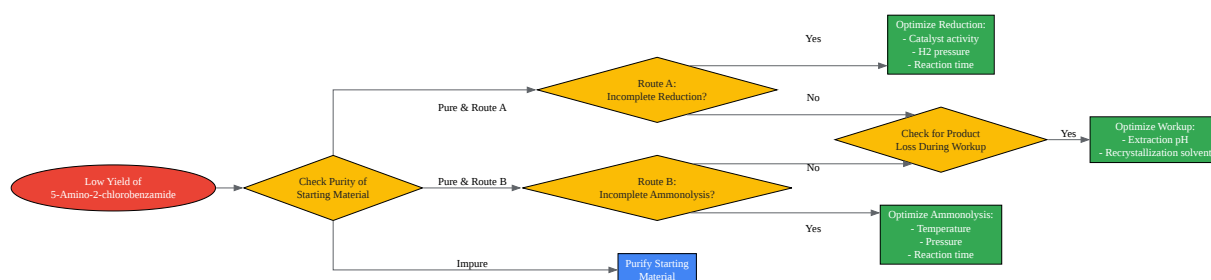 Low Yield of
5-Amino-2-chlorobenzamide
Check Purity of
Starting Material
Pure & Route A
Pure & Route B
Impure
Route A:
Incomplete Reduction?
Yes
No
Optimize Reduction:
- Catalyst activity
- H2 pressure
- Reaction time
Route B:
Incomplete Ammonolysis?
No
Yes
Check for Product
Loss During Workup
Yes
Optimize Workup:
- Extraction pH
- Recrystallization solvent
Optimize Ammonolysis:
- Temperature
- Pressure
- Reaction time
Purify Starting
Material